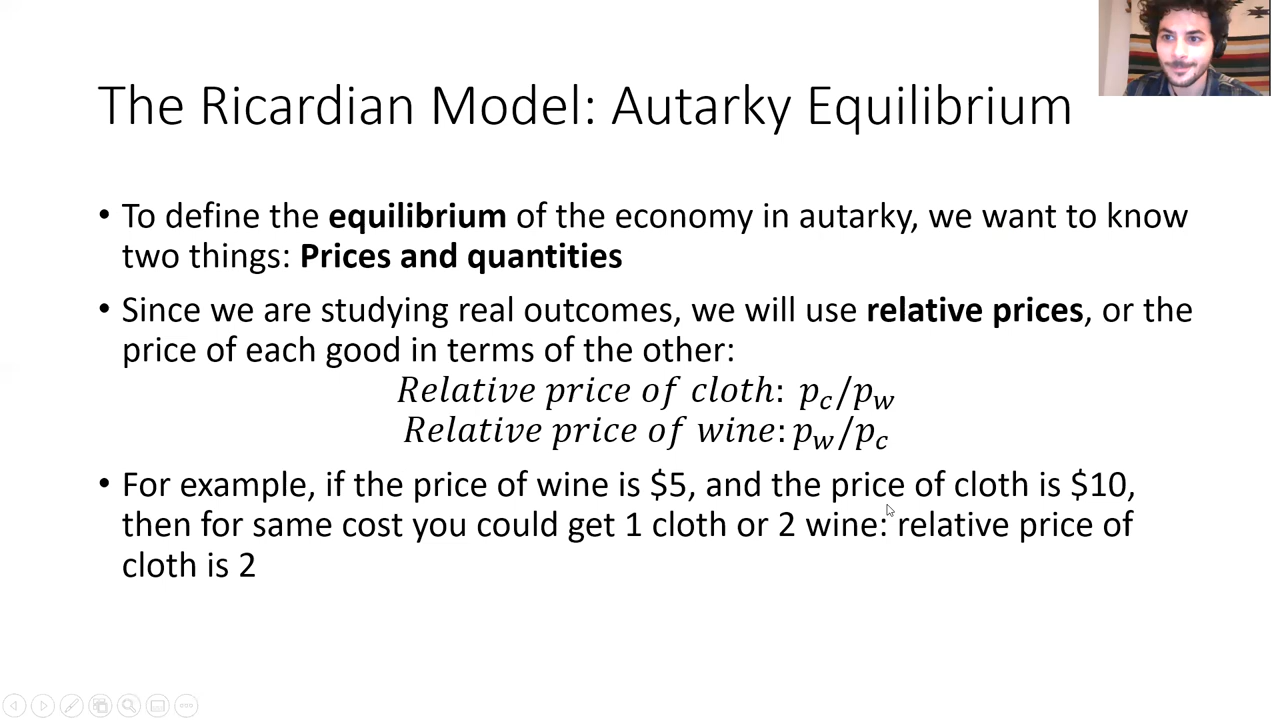 The Ricardian Model: Autarky Equilibrium
• To define the equilibrium of the economy in autarky, we want to know
two things: Prices and quantities
• Since we are studying real outcomes, we will use relative prices, or the
price of each good in terms of the other:
Relative price of cloth: p_c/p_w
Relative price of wine: p_w/p_c
• For example, if the price of wine is $5, and the price of cloth is $10,
then for same cost you could get 1 cloth or 2 wine: relative price of
cloth is 2